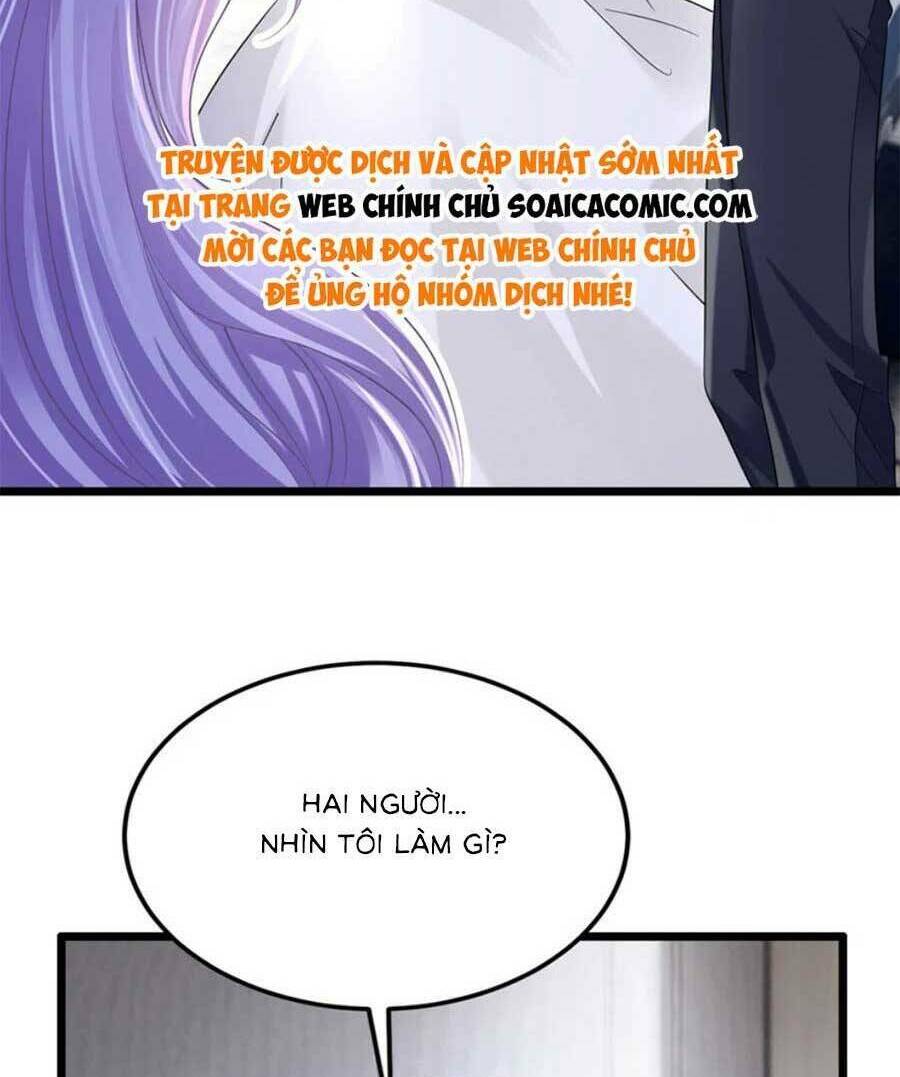 TRUYỆN ĐƯỢC DỊCH VÀ CẬP NHẬT SỚM NHẤT
TẠI TRANG WEB CHÍNH CHỦ SOAICACOMIC.COM
MỜI CÁC BẠN ĐỌC TẠI WEB CHÍNH CHỦ
ĐỂ ỦNG HỘ NHÓM DỊCH NHÉ!
HAI NGƯỜI...
NHÌN TÔI LÀM GÌ?